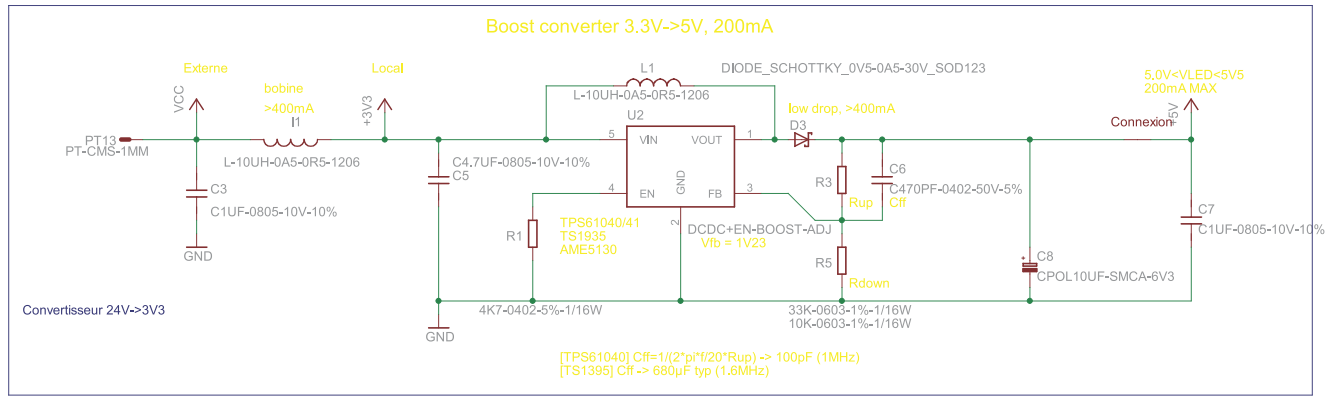 Boost converter 3.3V->5V, 200mA
Externe
Local
bobine
>400mA
I1
VCC
+3V3
PT13
PT-CMS-1MM
L-10UH-0A5-0R5-1206
C3
C1UF-0805-10V-10%
GND
C4.7UF-0805-10V-10%
C5
L1
L-10UH-0A5-0R5-1206
DIODE_SCHOTTKY_0V5-0A5-30V_SOD123
U2
5
VIN
VOUT
1
4
EN
GND
FB
3
2
low drop, >400mA
D3
TPS61040/41
TS1935
AME5130
DCDC+EN-BOOST-ADJ
Vfb = 1V23
R1
4K7-0402-5%-1/16W
R3
Rup
C6
C470PF-0402-50V-5%
Cff
R5
Rdown
33K-0603-1%-1/16W
10K-0603-1%-1/16W
5.0V<VLED<5V5
200mA MAX
+5V
Connexion
C7
C1UF-0805-10V-10%
+
C8
CPOL10UF-SMCA-6V3
GND
Convertisseur 24V->3V3
[TPS61040] Cff=1/(2*pi*f/20*Rup) -> 100pF (1MHz)
[TS1395] Cff -> 680µF typ (1.6MHz)